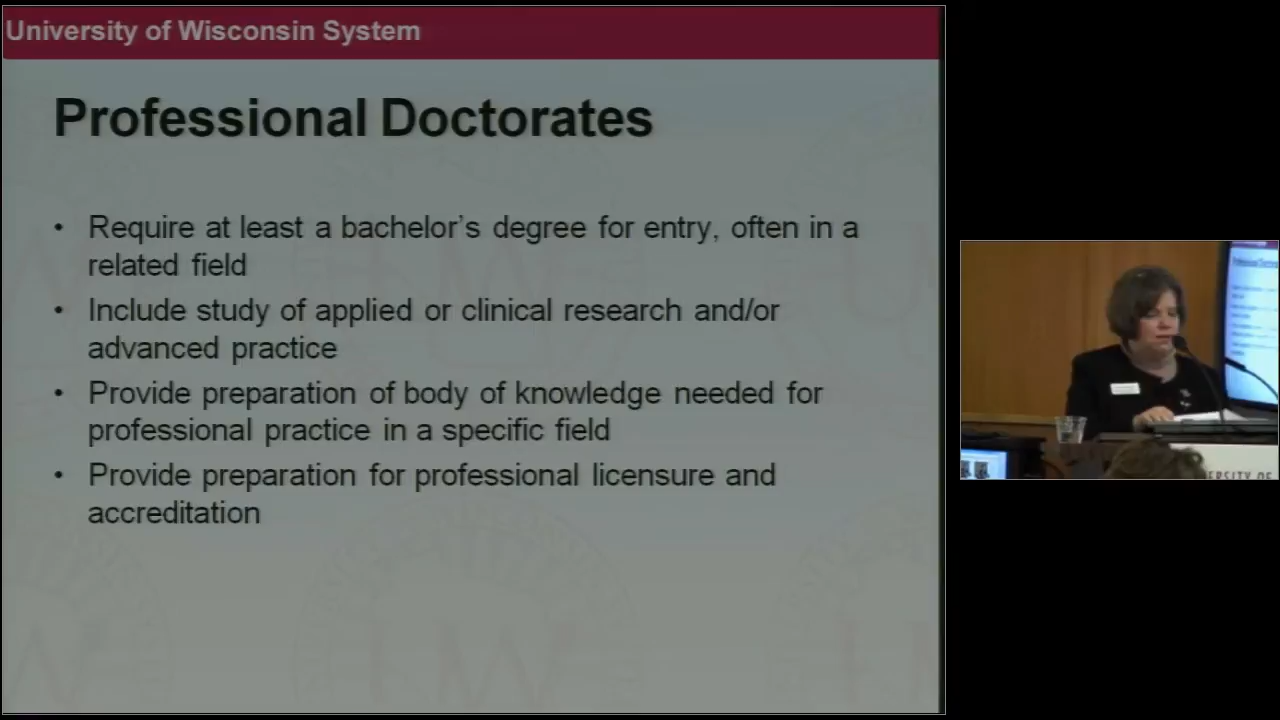 University of Wisconsin System
Professional Doctorates
• Require at least a bachelor's degree for entry, often in a
related field
• Include study of applied or clinical research and/or
advanced practice
• Provide preparation of body of knowledge needed for
professional practice in a specific field
• Provide preparation for professional licensure and
accreditation